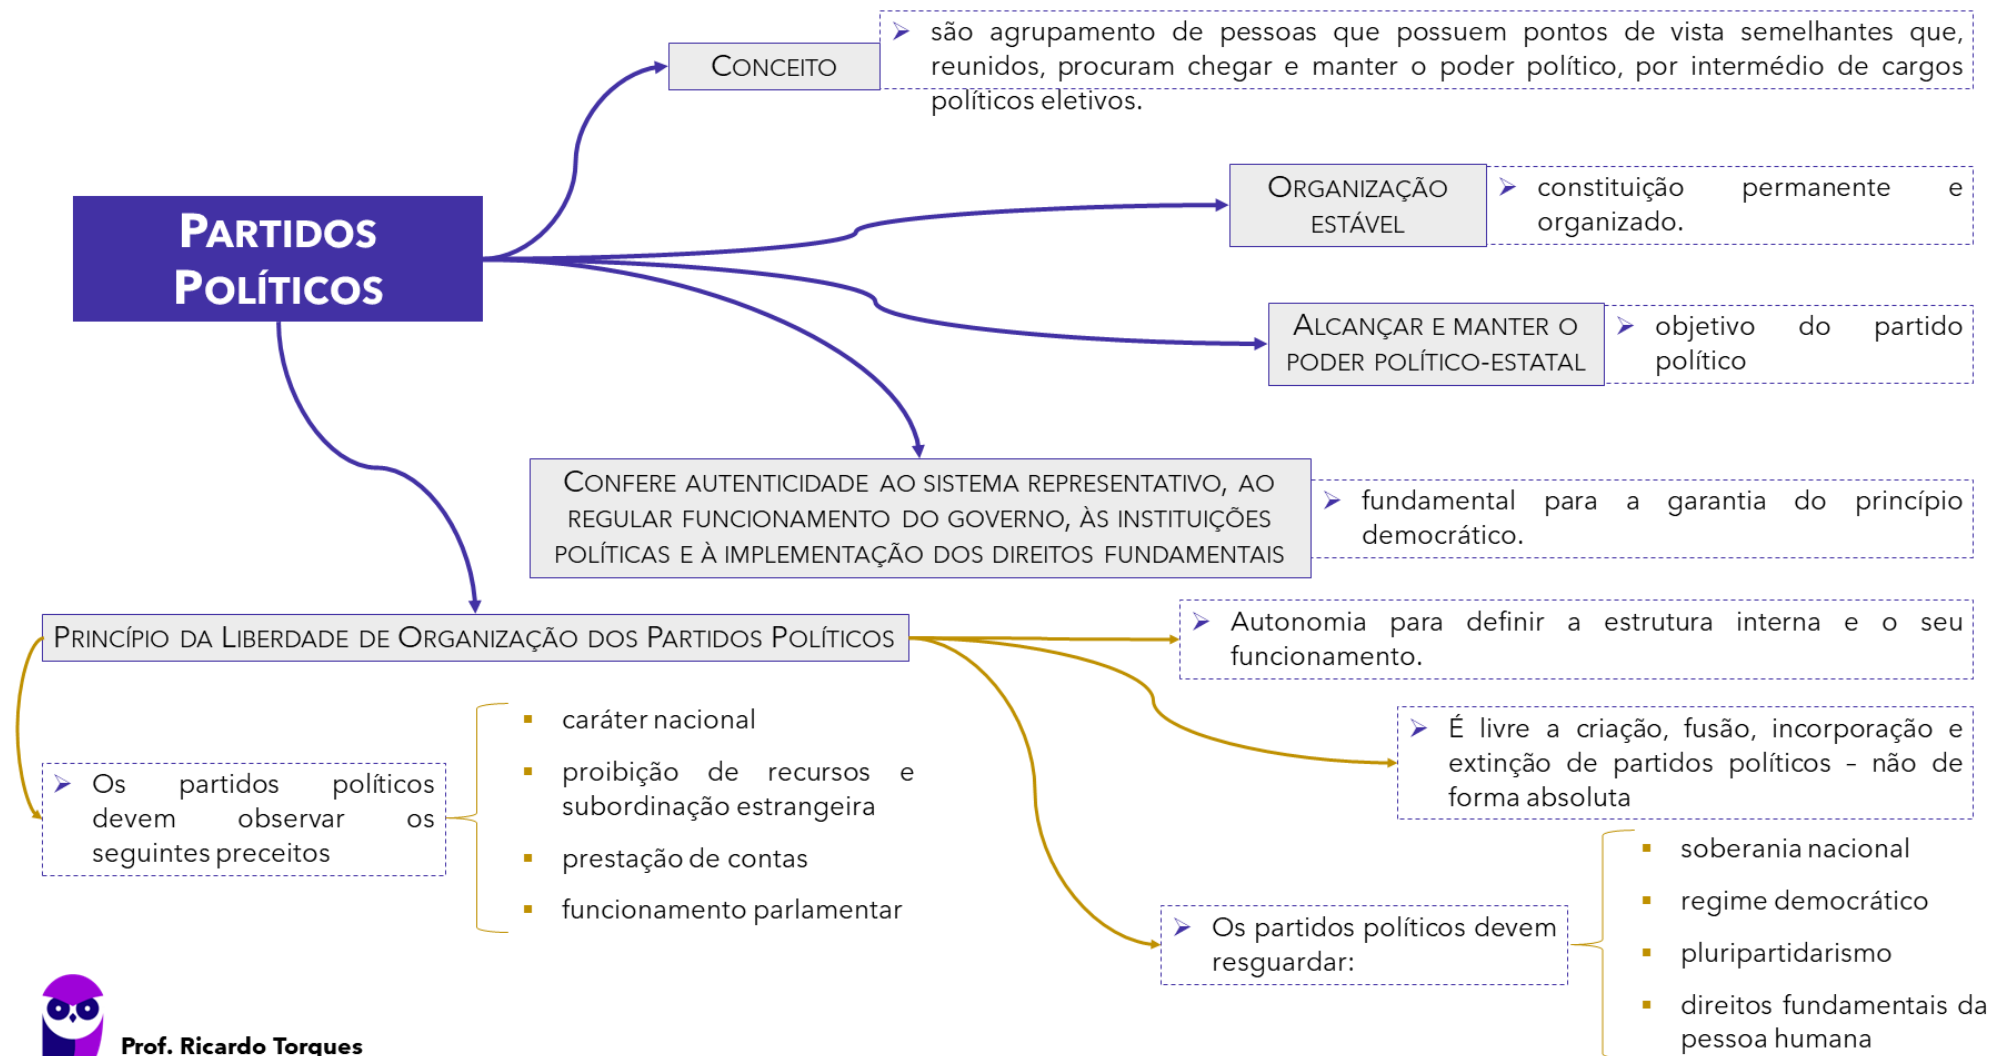 CONCEITO
são agrupamento de pessoas que possuem pontos de vista semelhantes que,
reunidos, procuram chegar e manter o poder político, por intermédio de cargos
políticos eletivos.
PARTIDOS
POLÍTICOS
ORGANIZAÇÃO
ESTÁVEL
constituição permanente e
organizado.
ALCANÇAR E MANTER O
PODER POLÍTICO-ESTATAL
objetivo do partido
político
CONFERE AUTENTICIDADE AO SISTEMA REPRESENTATIVO, AO
REGULAR FUNCIONAMENTO DO GOVERNO, ÀS INSTITUIÇÕES
POLÍTICAS E À IMPLEMENTAÇÃO DOS DIREITOS FUNDAMENTAIS
fundamental para a garantia do princípio
democrático.
PRINCÍPIO DA LIBERDADE DE ORGANIZAÇÃO DOS PARTIDOS POLÍTICOS
Os partidos políticos
devem observar os
seguintes preceitos
caráter nacional
proibição de recursos e
subordinação estrangeira
prestação de contas
funcionamento parlamentar
Autonomia para definir a estrutura interna e o seu
funcionamento.
É livre a criação, fusão, incorporação e
extinção de partidos políticos – não de
forma absoluta
Os partidos políticos devem
resguardar:
soberania nacional
regime democrático
pluripartidarismo
direitos fundamentais da
pessoa humana
Prof. Ricardo Torques